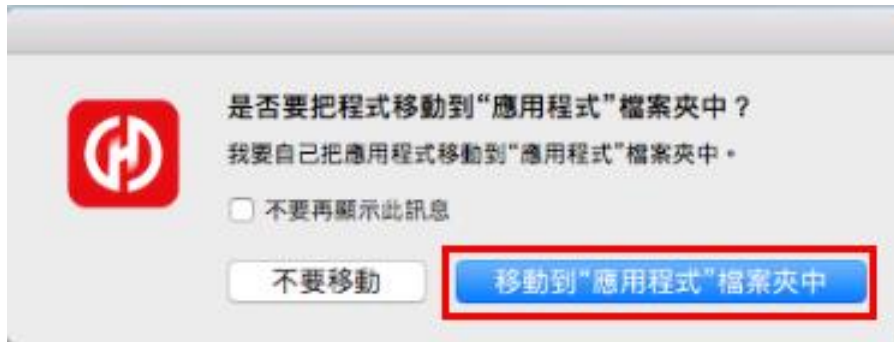 是否要把程式移動到“應用程式”檔案夾中？
我要自己把應用程式移動到“應用程式”檔案夾中。
不要再顯示此訊息
不要移動
移動到“應用程式”檔案夾中